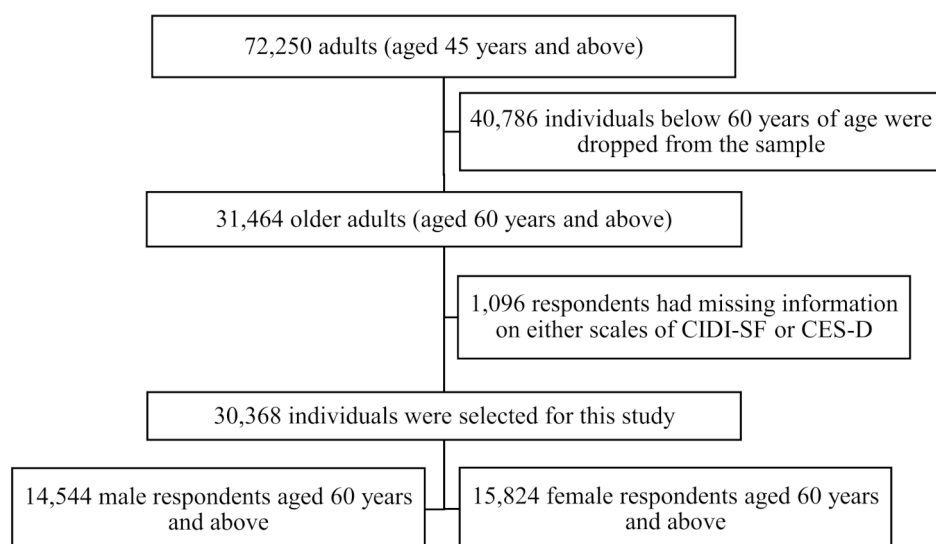 72,250 adults (aged 45 years and above)
40,786 individuals below 60 years of age were
dropped from the sample
31,464 older adults (aged 60 years and above)
1,096 respondents had missing information
on either scales of CIDI-SF or CES-D
30,368 individuals were selected for this study
14,544 male respondents aged 60 years
and above
15,824 female respondents aged 60 years
and above